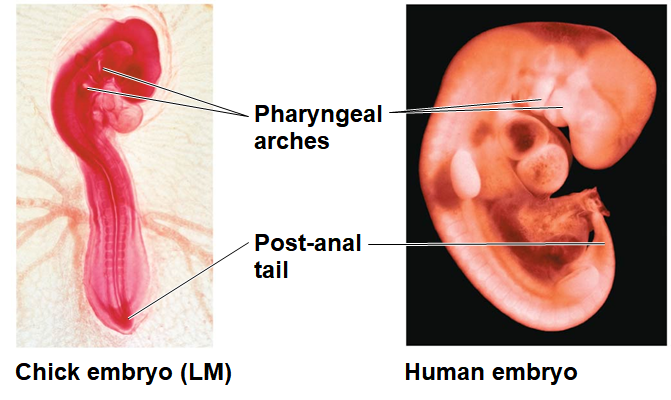 Pharyngeal
arches
Post-anal
tail
Chick embryo (LM)
Human embryo